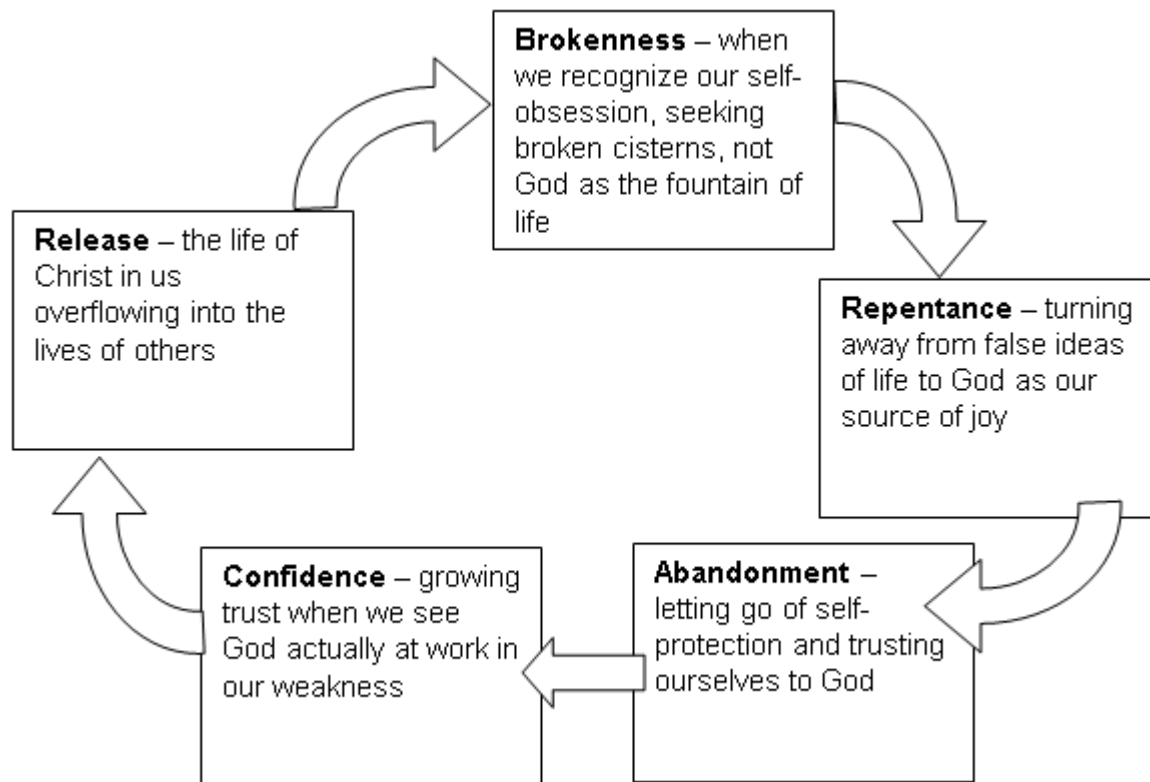 Brokenness – when
we recognize our self-
obsession, seeking
broken cisterns, not
God as the fountain of
life
Repentance – turning
away from false ideas
of life to God as our
source of joy
Abandonment –
letting go of self-
protection and trusting
ourselves to God
Confidence – growing
trust when we see
God actually at work in
our weakness
Release – the life of
Christ in us
overflowing into the
lives of others